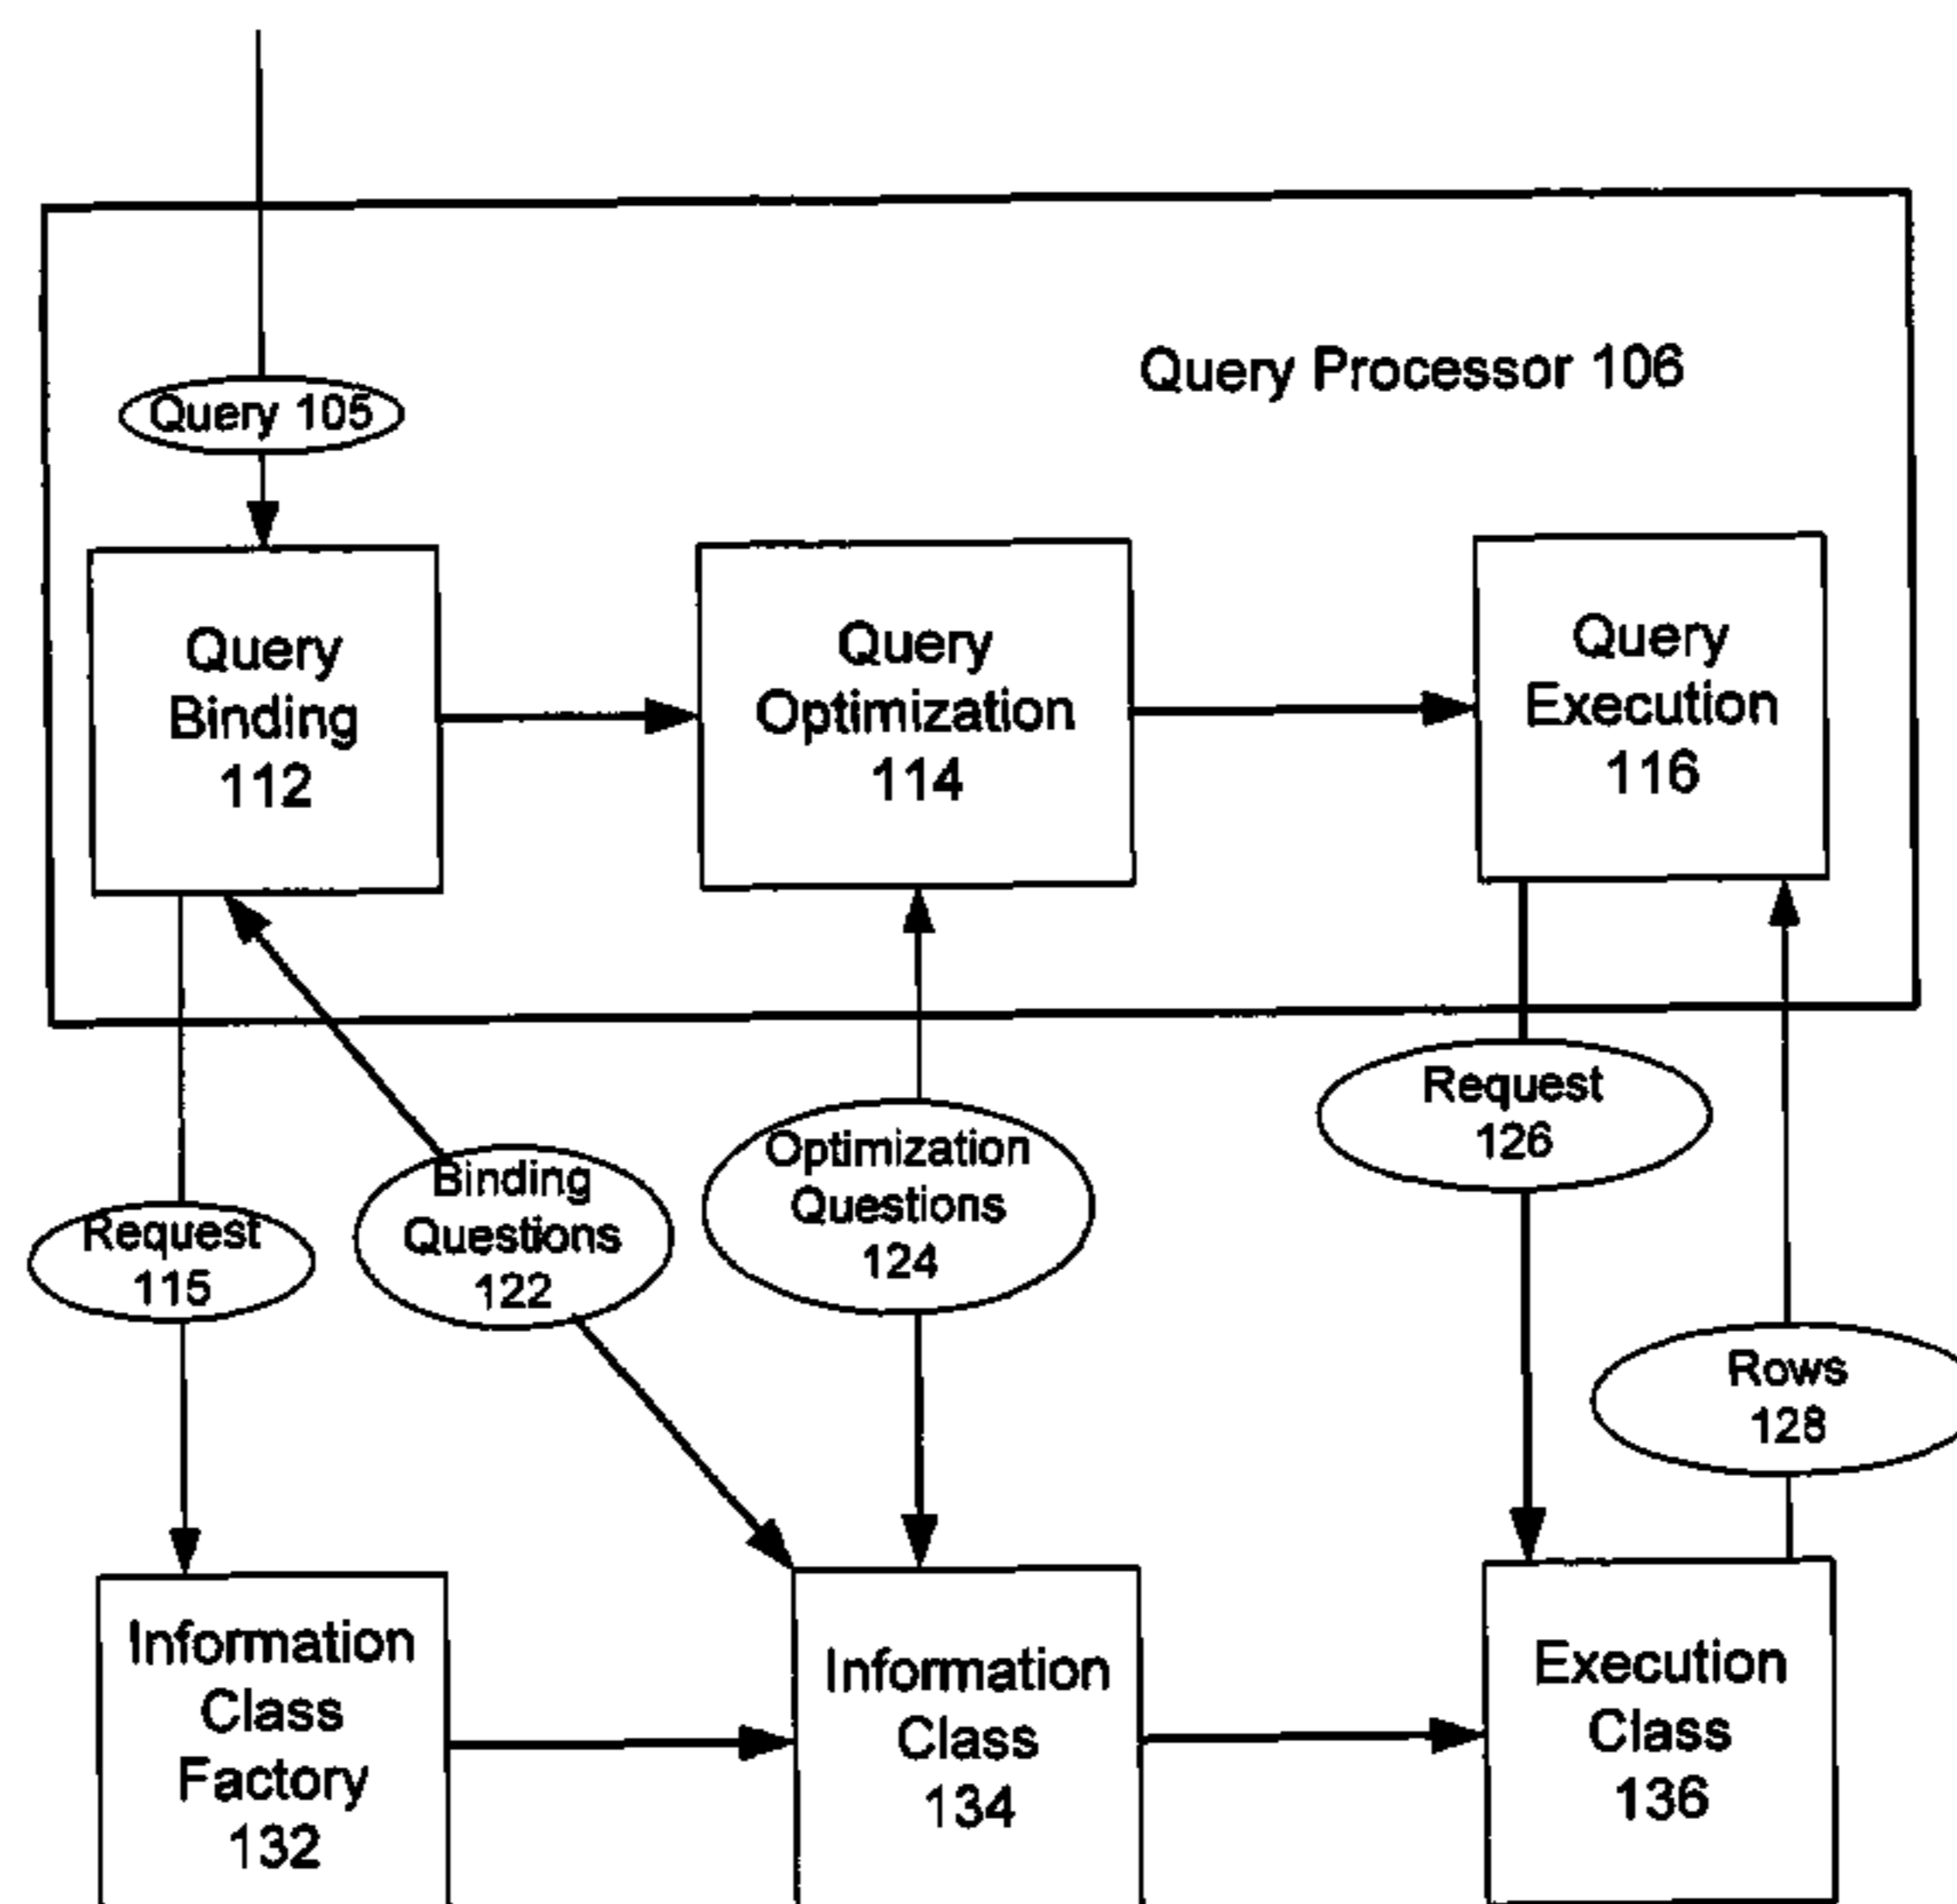 Query Processor 106
Query 105
Query
Binding
112
Query
Optimization
114
Query
Execution
116
Request
115
Binding
Questions
122
Optimization
Questions
124
Request
126
Rows
128
Information
Class
Factory
132
Information
Class
134
Execution
Class
136